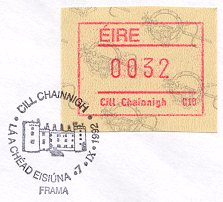 ÉIRE
0032
Cill Chainnigh C10
CILL CHAINNIGH
LÁ A CHÉAD EISIÚNA • 7 • IX • 1992
FRAMA